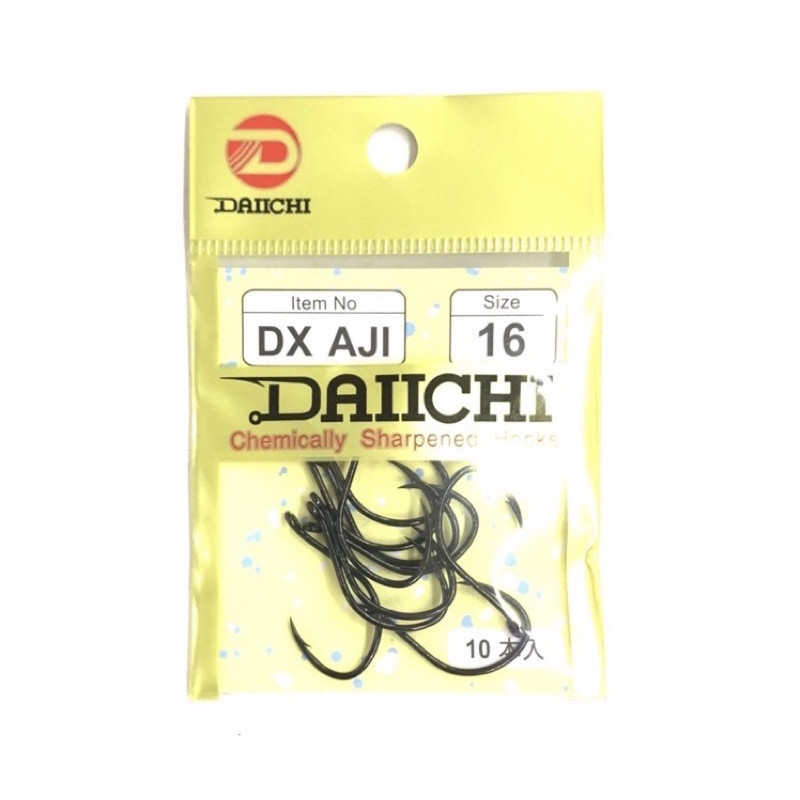 DAIICHI
Item No
DX AJI
Size
16
DAIICHI
Chemically Sharpened Hooks
10 本入